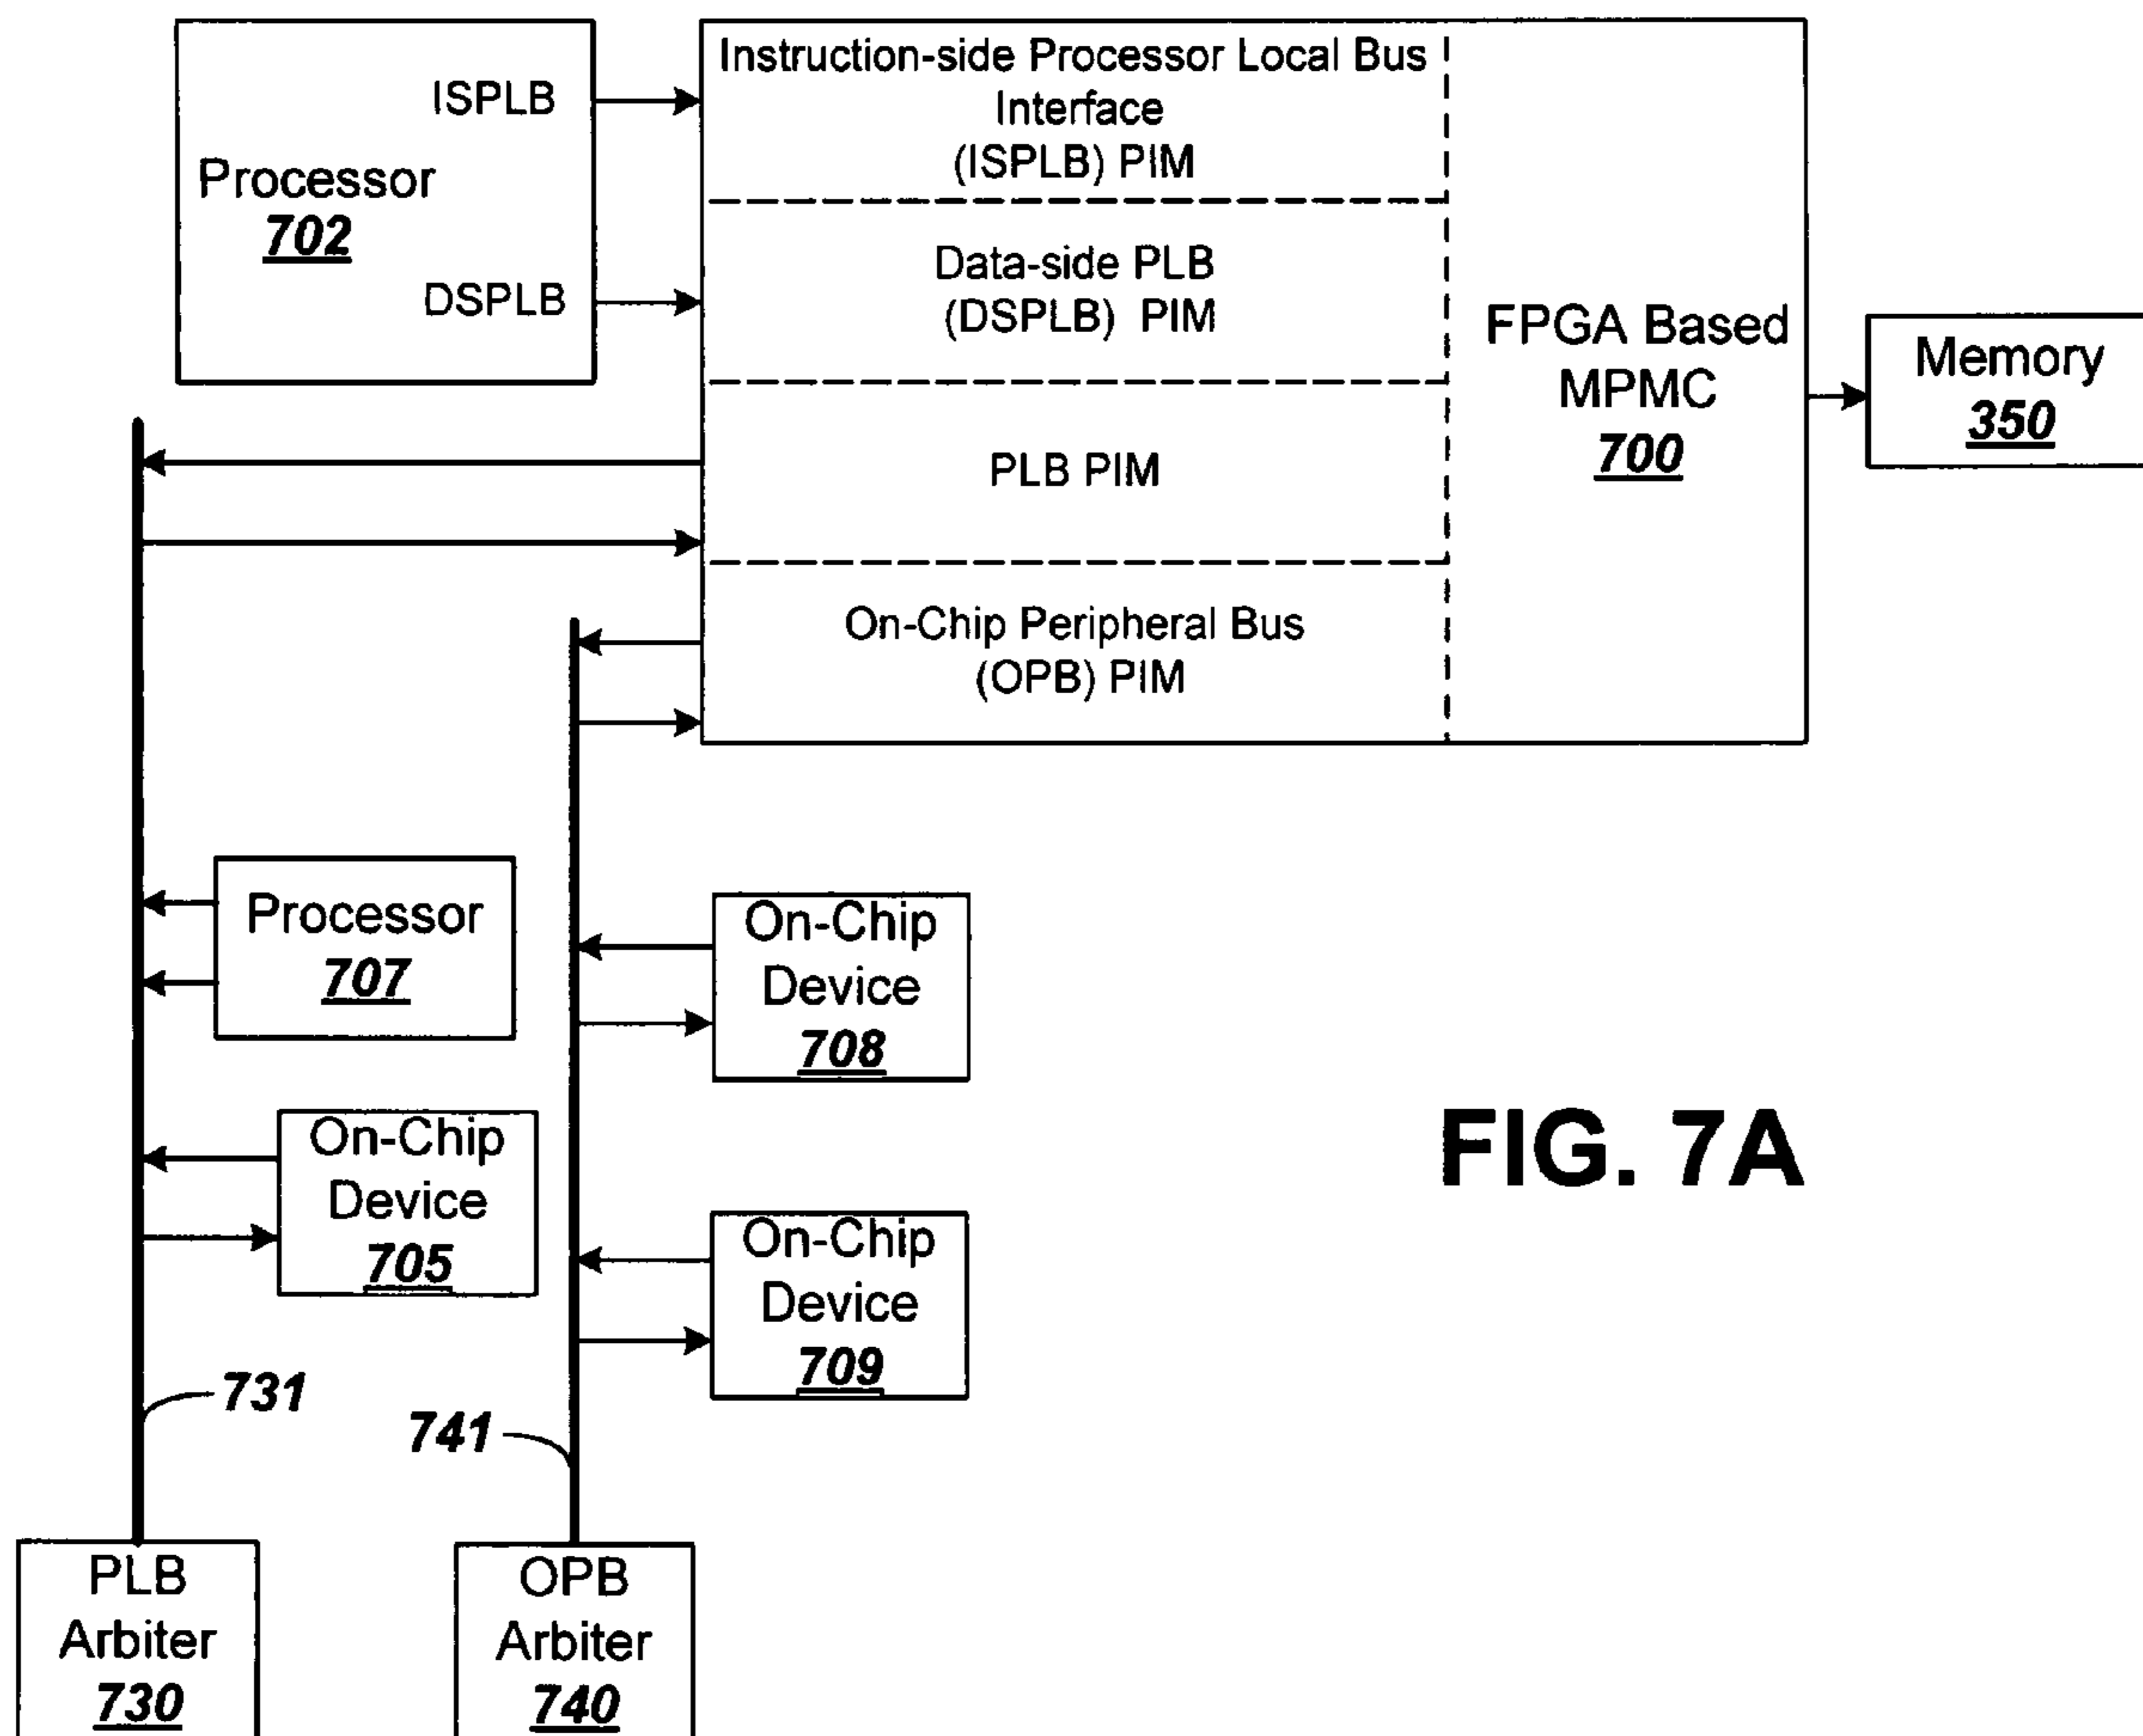 ISPLB
Processor
702
DSPLB
Instruction-side Processor Local Bus
Interface
(ISPLB) PIM
Data-side PLB
(DSPLB) PIM
PLB PIM
On-Chip Peripheral Bus
(OPB) PIM
FPGA Based
MPMC
700
Memory
350
Processor
707
On-Chip
Device
708
On-Chip
Device
705
On-Chip
Device
709
731
741
PLB
Arbiter
730
OPB
Arbiter
740
FIG. 7A